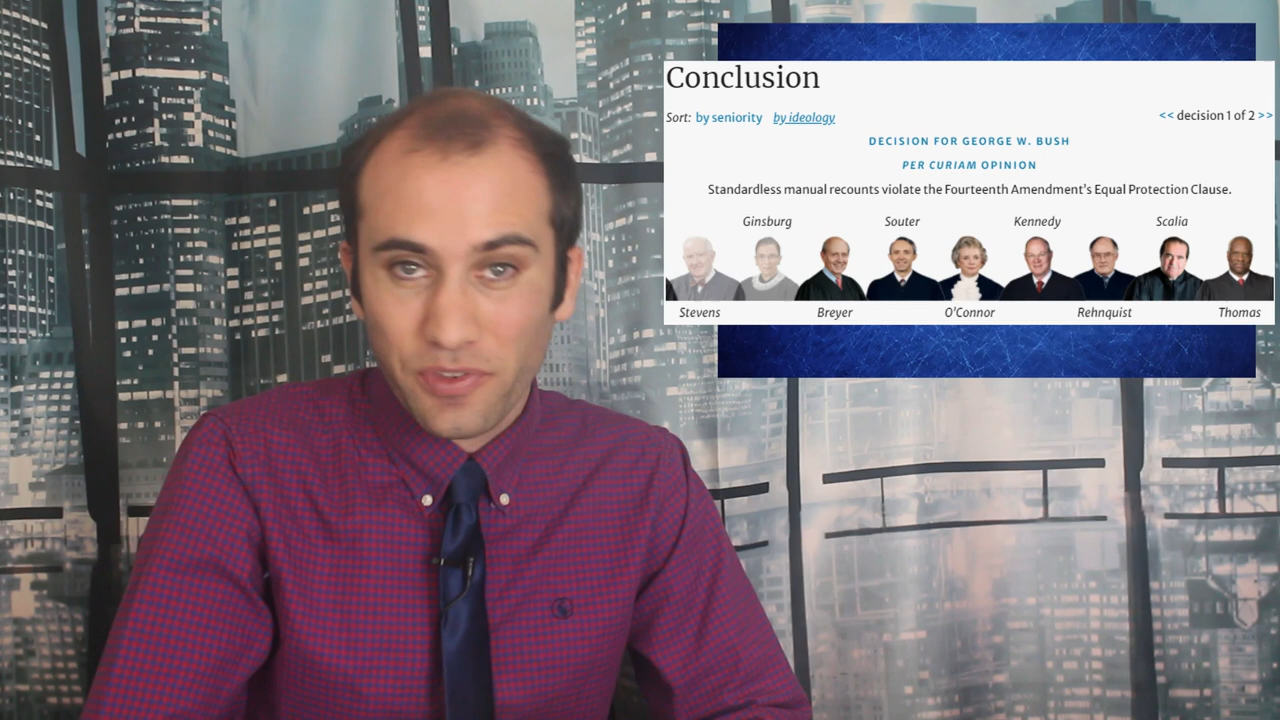 Conclusion
Sort: by seniority by ideology
<< decision 1 of 2 >>
DECISION FOR GEORGE W. BUSH
PER CURIAM OPINION
Standardless manual recounts violate the Fourteenth Amendment's Equal Protection Clause.
Ginsburg Souter Kennedy Scalia
Stevens Breyer O'Connor Rehnquist Thomas